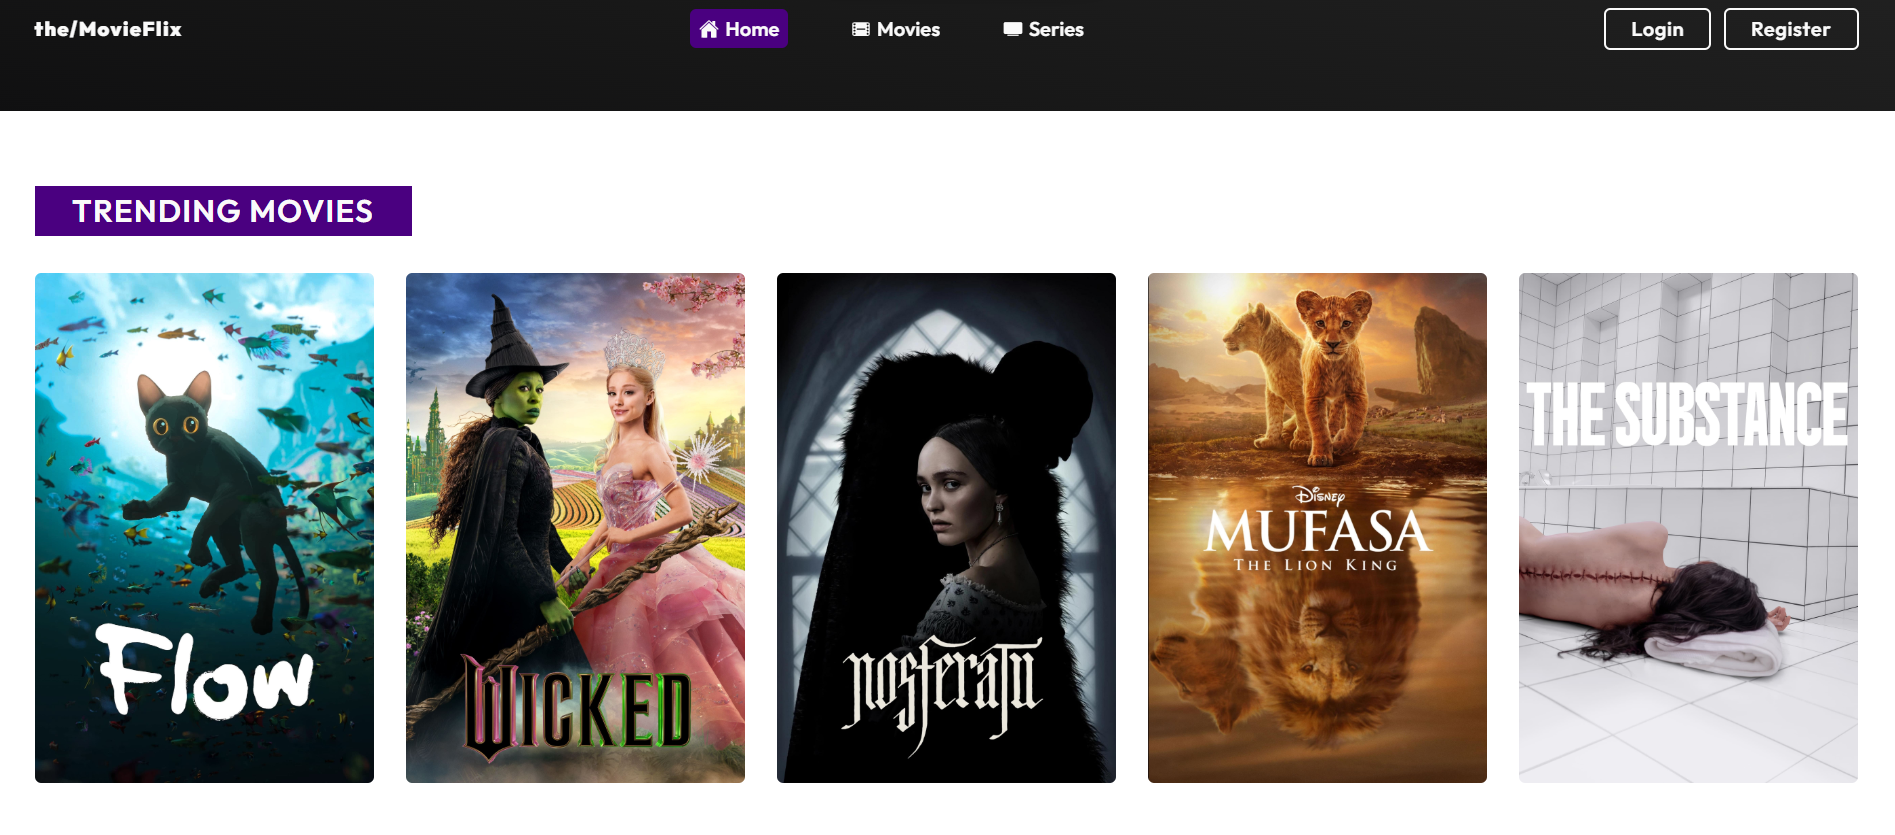 the/MovieFlix
Home
Movies
Series
Login
Register
TRENDING MOVIES
Flow
WICKED
nosferatu
DISNEY
MUFASA
THE LION KING
THE SUBSTANCE